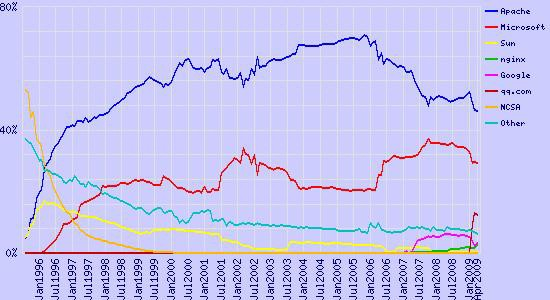 80%
40%
0%
Apache
Microsoft
Sun
nginx
Google
qq.com
NCSA
Other
Jan1996
Jul1996
Jan1997
Jul1997
Jan1998
Jul1998
Jan1999
Jul1999
Jan2000
Jul2000
Jan2001
Jul2001
Jan2002
Jul2002
Jan2003
Jul2003
Jan2004
Jul2004
Jan2005
Jul2005
Jan2006
Jul2006
Jan2007
Jul2007
Jan2008
Jul2008
Jan2009
Apr2009